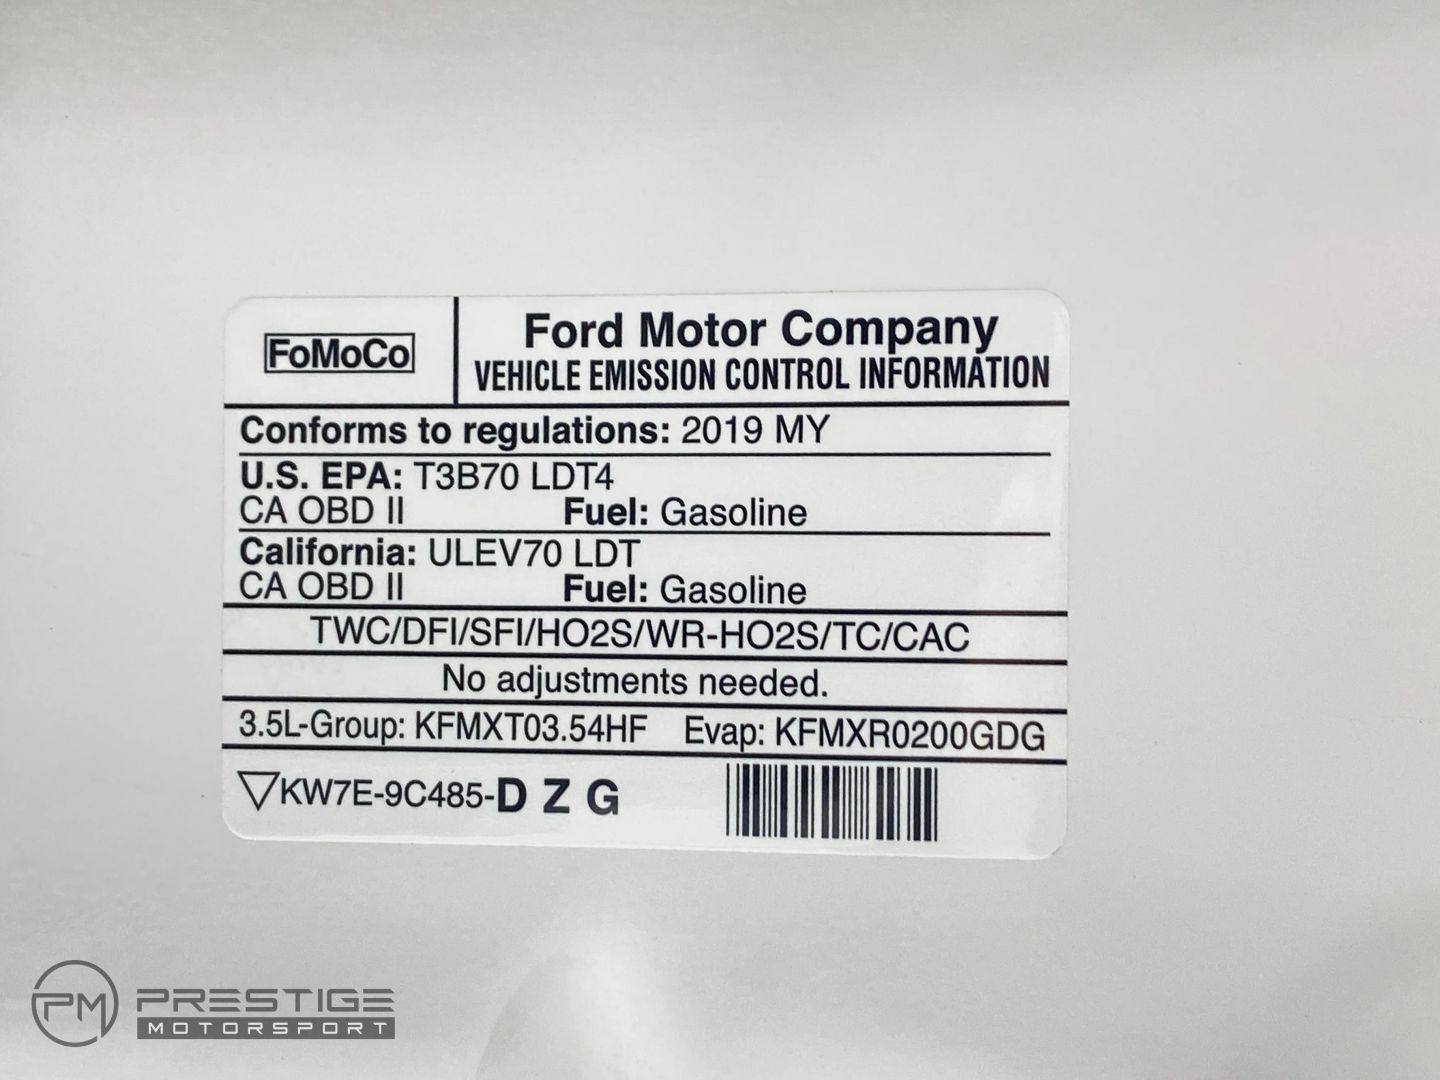 FoMoCo
Ford Motor Company
VEHICLE EMISSION CONTROL INFORMATION
Conforms to regulations: 2019 MY
U.S. EPA: T3B70 LDT4
CA OBD II Fuel: Gasoline
California: ULEV70 LDT
CA OBD II Fuel: Gasoline
TWC/DFI/SFI/HO2S/WR-HO2S/TC/CAC
No adjustments needed.
3.5L-Group: KFMXT03.54HF Evap: KFMXR0200GDG
▽KW7E-9C485-D Z G
PM PRESTIGE
MOTORSPORT